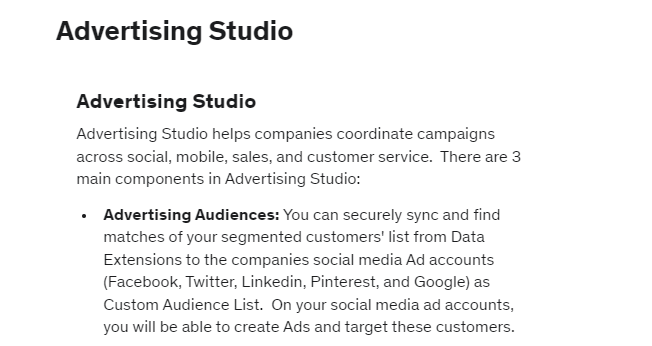 Advertising Studio
Advertising Studio
Advertising Studio helps companies coordinate campaigns
across social, mobile, sales, and customer service.  There are 3
main components in Advertising Studio:
• Advertising Audiences: You can securely sync and find
matches of your segmented customers' list from Data
Extensions to the companies social media Ad accounts
(Facebook, Twitter, Linkedin, Pinterest, and Google) as
Custom Audience List.  On your social media ad accounts,
you will be able to create Ads and target these customers.